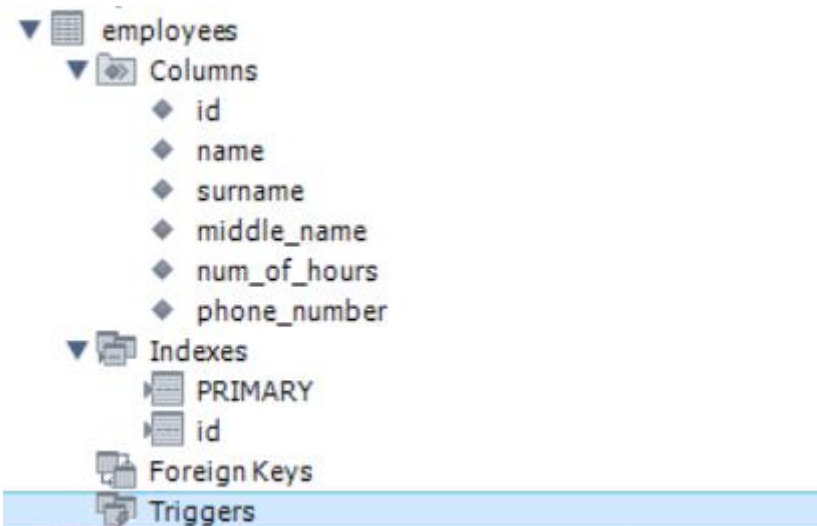 employees
Columns
id
name
surname
middle_name
num_of_hours
phone_number
Indexes
PRIMARY
id
Foreign Keys
Triggers